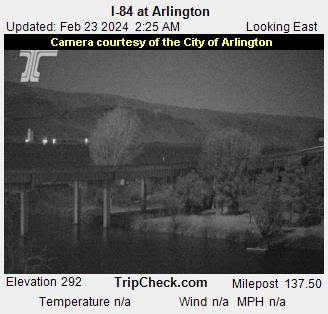 I-84 at Arlington
Updated: Feb 23 2024 2:25 AM Looking East
Camera courtesy of the City of Arlington
Elevation 292 TripCheck.com Milepost 137.50
Temperature n/a Wind n/a MPH n/a